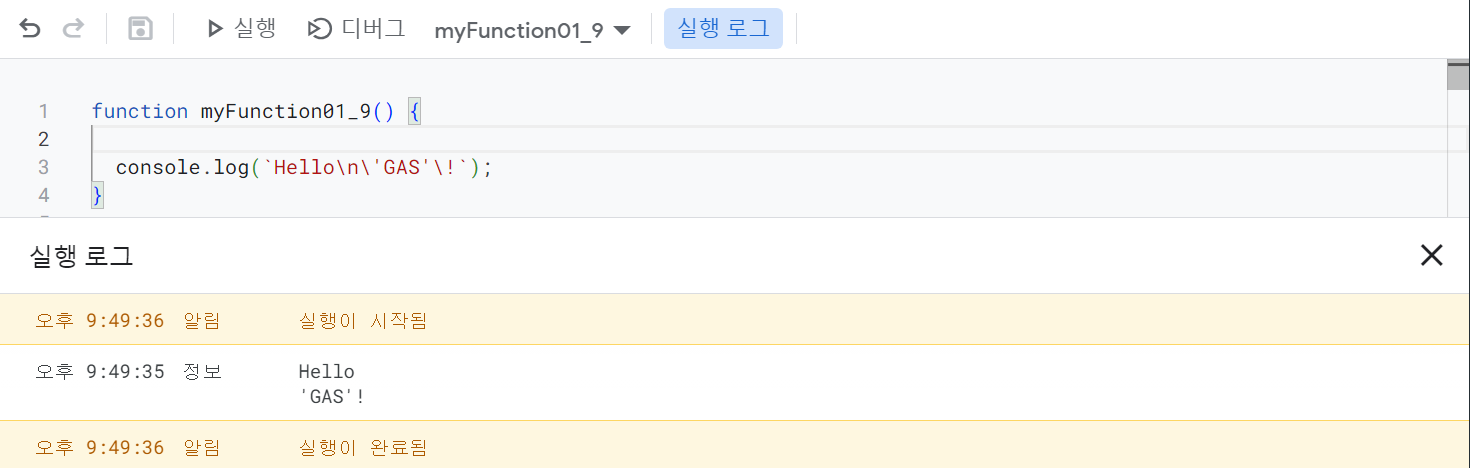 실행 디버그 myFunction01_9 실행 로그
1 function myFunction01_9() {
2
3 console.log(`Hello\n\'GAS'\!`);
4 }
실행 로그
오후 9:49:36 알림 실행이 시작됨
오후 9:49:35 정보 Hello
'GAS'!
오후 9:49:36 알림 실행이 완료됨